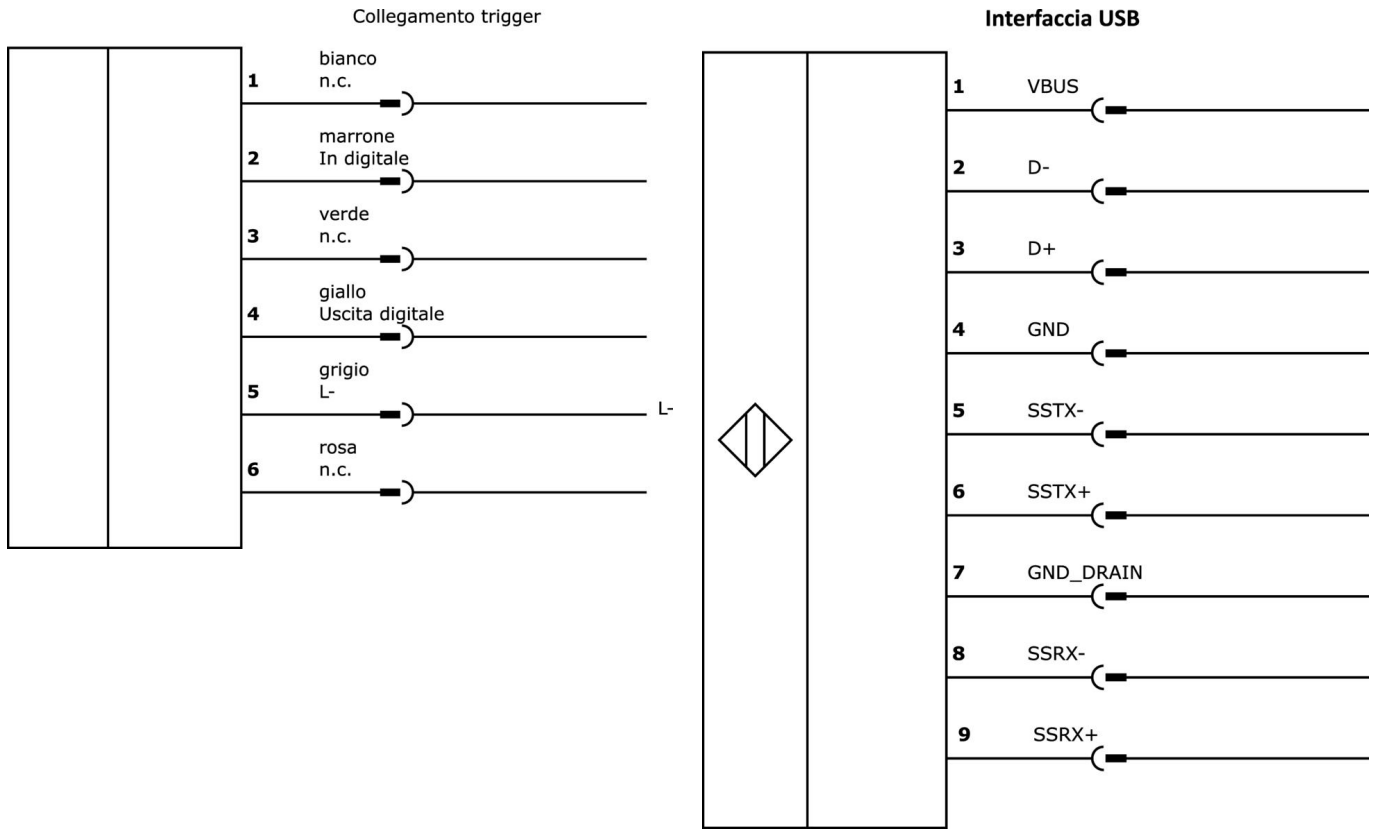 Collegamento trigger
bianco
1 n.c.
marrone
2 In digitale
verde
3 n.c.
giallo
4 Uscita digitale
grigio
5 L-
L-
rosa
6 n.c.
Interfaccia USB
1 VBUS
2 D-
3 D+
4 GND
5 SSTX-
6 SSTX+
7 GND_DRAIN
8 SSRX-
9 SSRX+